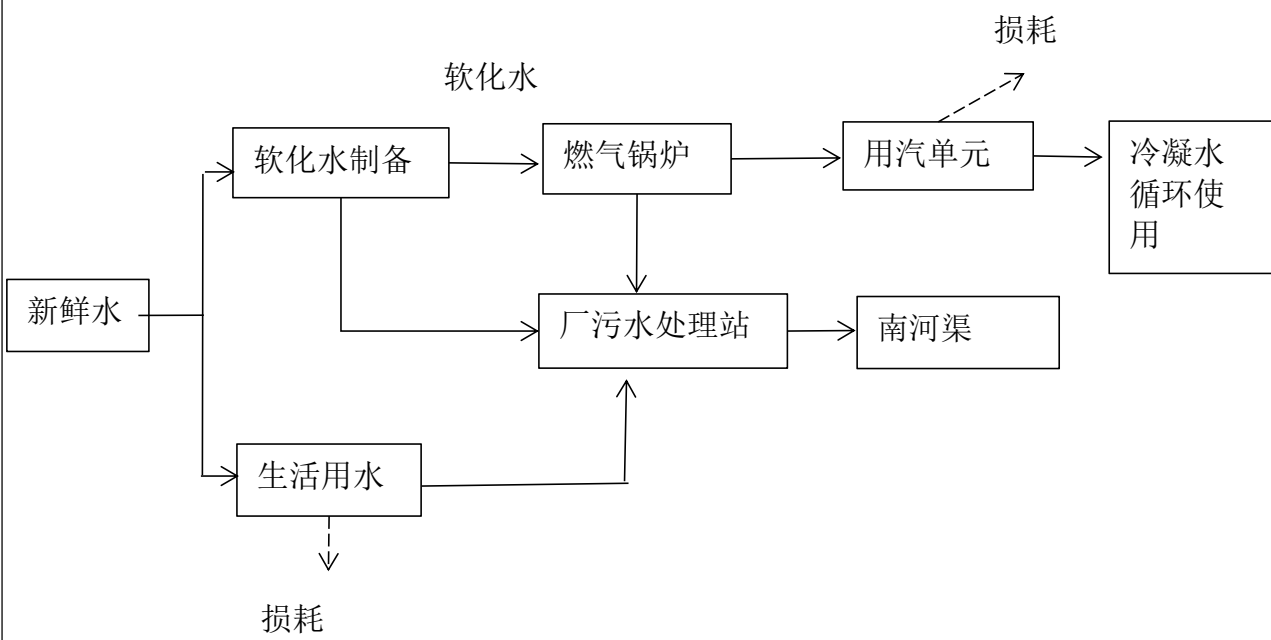 损耗
软化水
软化水制备
燃气锅炉
用汽单元
冷凝水
循环使
用
新鲜水
厂污水处理站
南河渠
生活用水
损耗